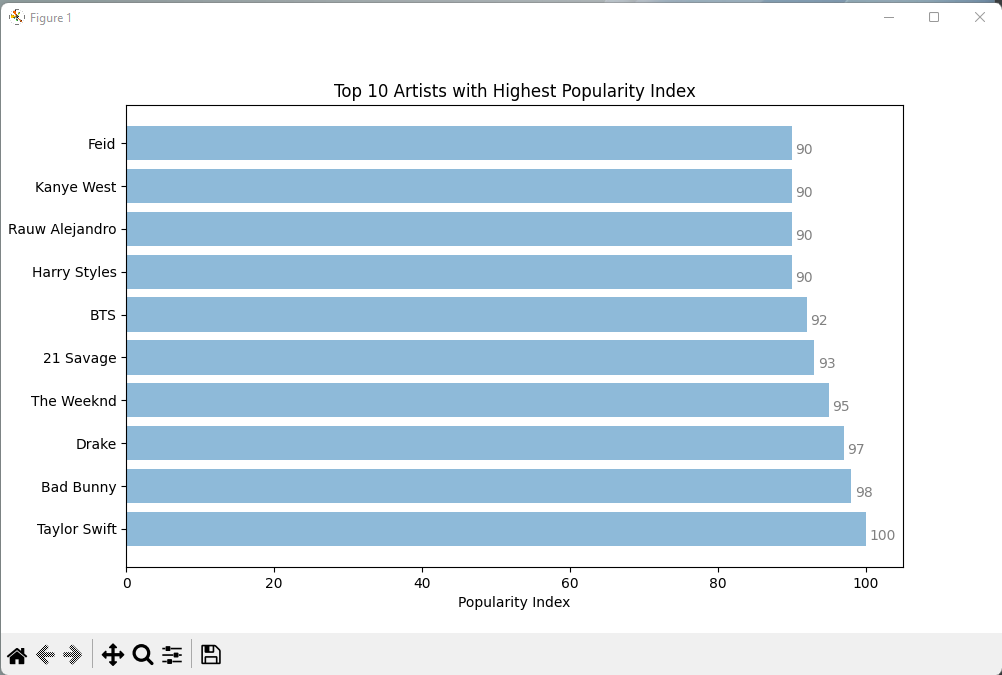 Figure 1
Top 10 Artists with Highest Popularity Index
Feid 90
Kanye West 90
Rauw Alejandro 90
Harry Styles 90
BTS 92
21 Savage 93
The Weeknd 95
Drake 97
Bad Bunny 98
Taylor Swift 100
0 20 40 60 80 100
Popularity Index